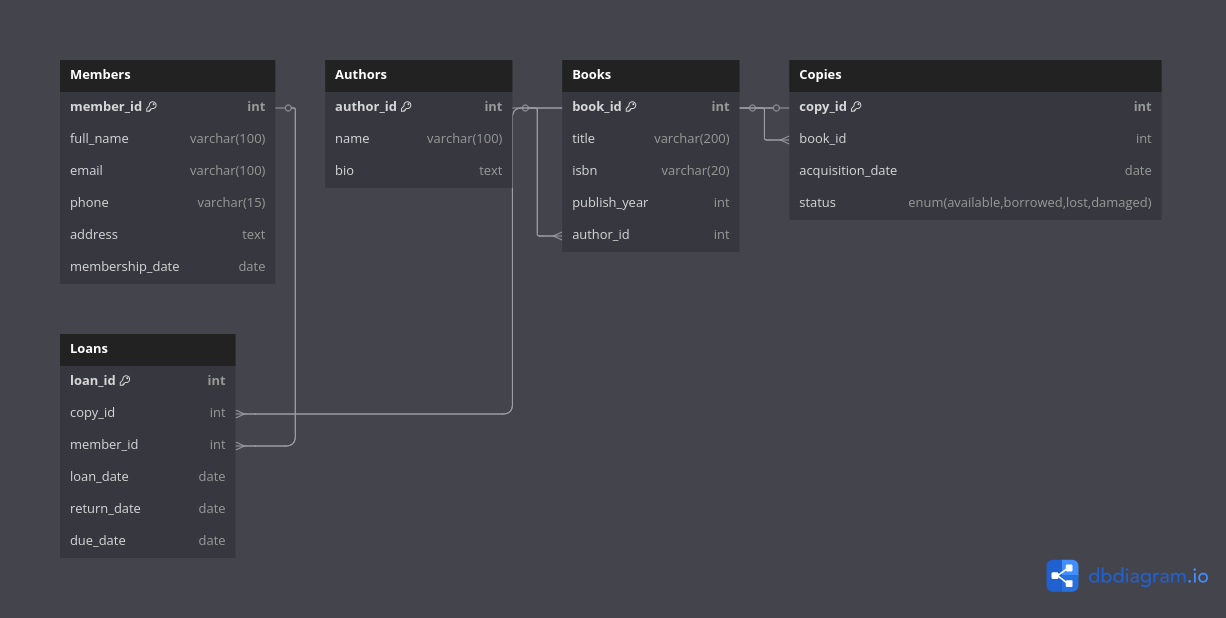 Members
member_id int
full_name varchar(100)
email varchar(100)
phone varchar(15)
address text
membership_date date
Authors
author_id int
name varchar(100)
bio text
Books
book_id int
title varchar(200)
isbn varchar(20)
publish_year int
author_id int
Copies
copy_id int
book_id int
acquisition_date date
status enum(available,borrowed,lost,damaged)
Loans
loan_id int
copy_id int
member_id int
loan_date date
return_date date
due_date date
dbdiagram.io